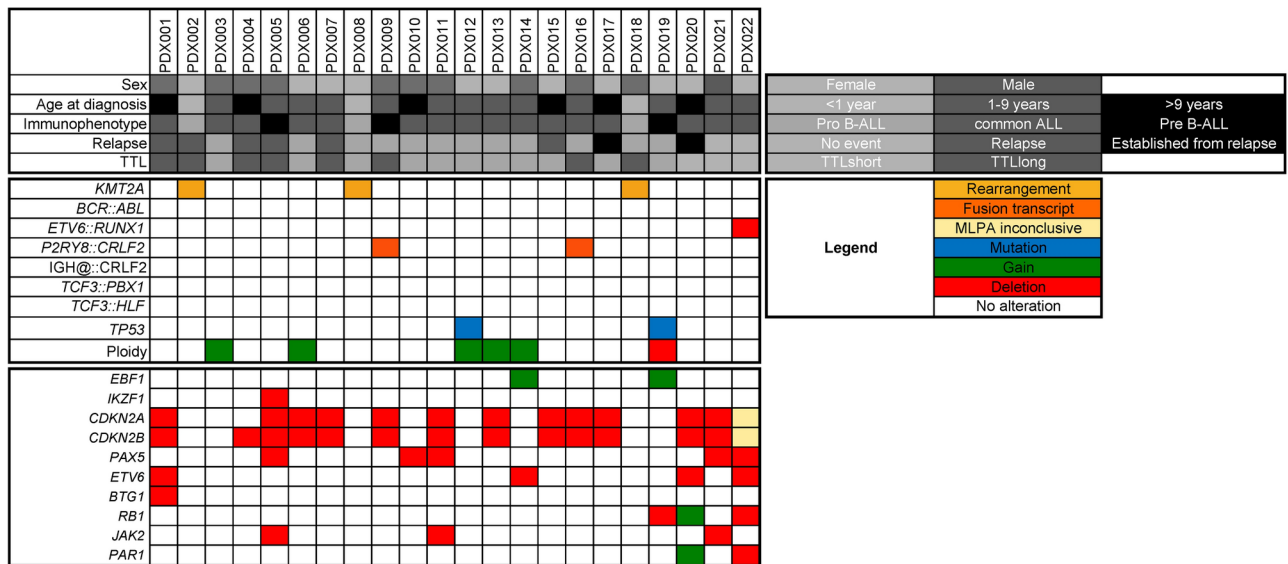 PDX001 PDX002 PDX003 PDX004 PDX005 PDX006 PDX007 PDX008 PDX009 PDX010 PDX011 PDX012 PDX013 PDX014 PDX015 PDX016 PDX017 PDX018 PDX019 PDX020 PDX021 PDX022
Sex
Age at diagnosis
Immunophenotype
Relapse
TTL
Female Male
<1 year 1-9 years >9 years
Pro B-ALL common ALL Pre B-ALL
No event Relapse Established from relapse
TTLshort TTLlong
KMT2A
BCR::ABL
ETV6::RUNX1
P2RY8::CRLF2
IGH@::CRLF2
TCF3::PBX1
TCF3::HLF
TP53
Ploidy
Legend
Rearrangement
Fusion transcript
MLPA inconclusive
Mutation
Gain
Deletion
No alteration
EBF1
IKZF1
CDKN2A
CDKN2B
PAX5
ETV6
BTG1
RB1
JAK2
PAR1